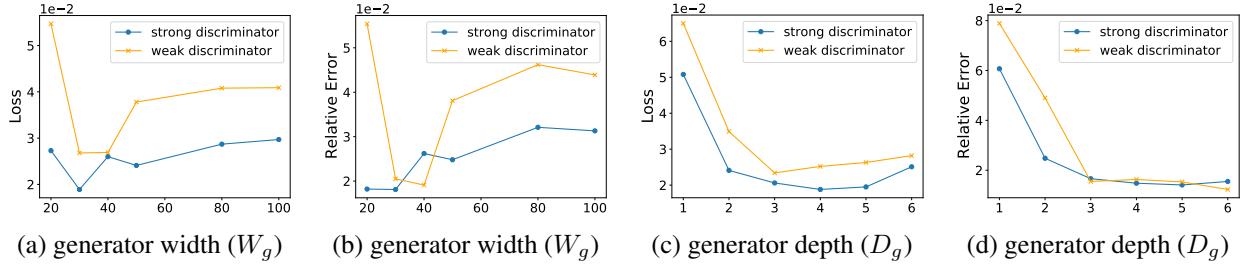 1e−2
strong discriminator
weak discriminator
Loss
5
4
3
2
20 40 60 80 100
(a) generator width (W_g)
1e−2
strong discriminator
weak discriminator
Relative Error
5
4
3
2
20 40 60 80 100
(b) generator width (W_g)
1e−2
strong discriminator
weak discriminator
Loss
6
5
4
3
2
1 2 3 4 5 6
(c) generator depth (D_g)
1e−2
strong discriminator
weak discriminator
Relative Error
8
6
4
2
1 2 3 4 5 6
(d) generator depth (D_g)